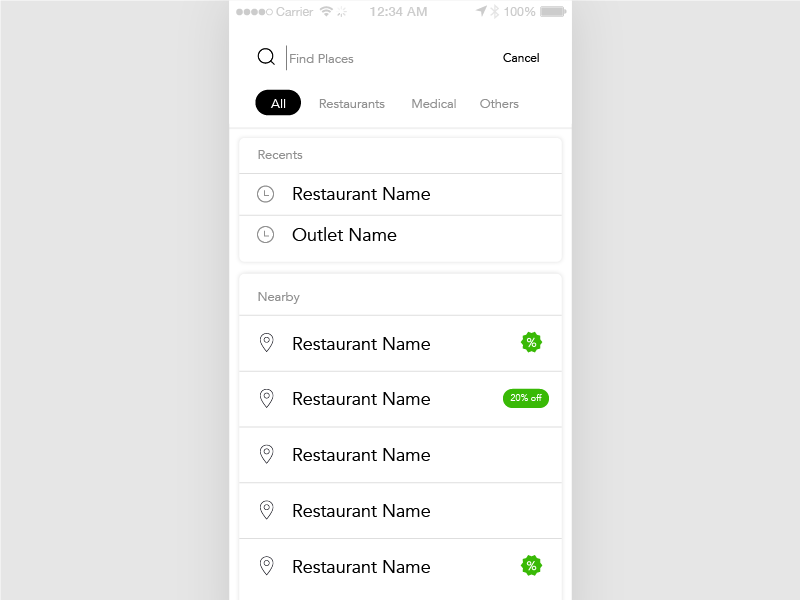 Carrier 12:34 AM 100%
Find Places Cancel
All Restaurants Medical Others
Recents
Restaurant Name
Outlet Name
Nearby
Restaurant Name %
Restaurant Name 20% off
Restaurant Name
Restaurant Name
Restaurant Name %